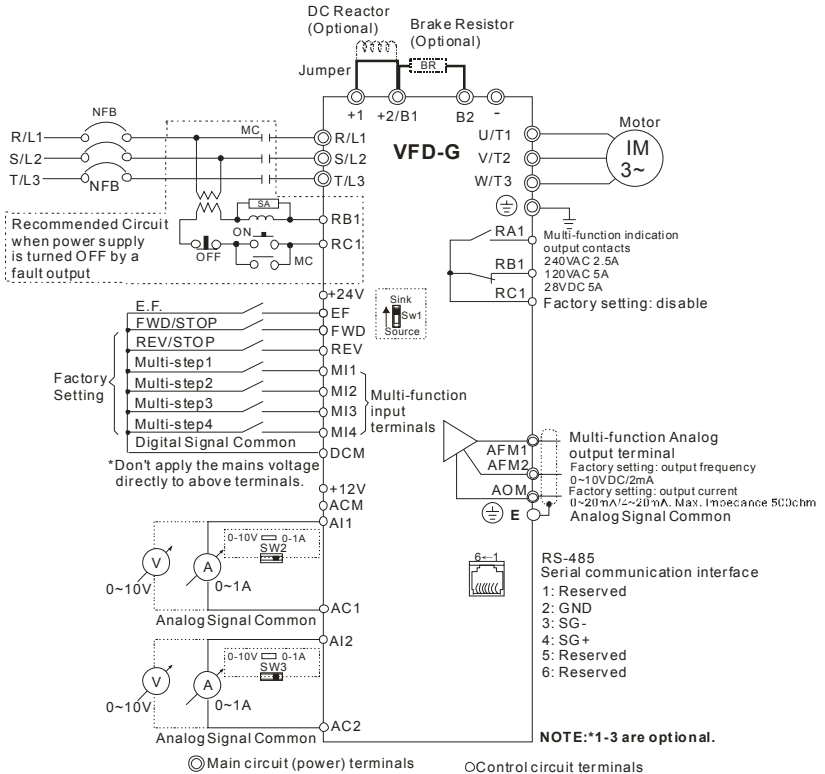 DC Reactor
(Optional)
Brake Resistor
(Optional)
BR
Jumper
+1
+2/B1
B2
-
NFB
MC
R/L1
S/L2
T/L3
NFB
R/L1
S/L2
T/L3
VFD-G
U/T1
V/T2
W/T3
Motor
IM
3~
SA
RB1
RC1
ON
OFF
MC
Recommended Circuit
when power supply
is turned OFF by a
fault output
RA1
RB1
RC1
Multi-function indication
output contacts
240VAC 2.5A
120VAC 5A
28VDC 5A
Factory setting: disable
+24V
Sink
Sw1
Source
E.F.
EF
FWD/STOP
FWD
REV/STOP
REV
Multi-step1
MI1
Multi-step2
MI2
Multi-step3
MI3
Multi-step4
MI4
Factory
Setting
Multi-function
input
terminals
Digital Signal Common
DCM
*Don't apply the mains voltage
directly to above terminals.
AFM1
AFM2
AOM
E
Multi-function Analog
output terminal
Factory setting: output frequency
0~10VDC/2mA
Factory setting: output current
0~20mA/4~20mA. Max. Impedance 500ohm
Analog Signal Common
+12V
ACM
AI1
0-10V
0-1A
SW2
V
A
0~10V
0~1A
AC1
Analog Signal Common
AI2
0-10V
0-1A
SW3
V
A
0~10V
0~1A
AC2
Analog Signal Common
6←1
RS-485
Serial communication interface
1: Reserved
2: GND
3: SG-
4: SG+
5: Reserved
6: Reserved
NOTE:*1-3 are optional.
Main circuit (power) terminals
Control circuit terminals